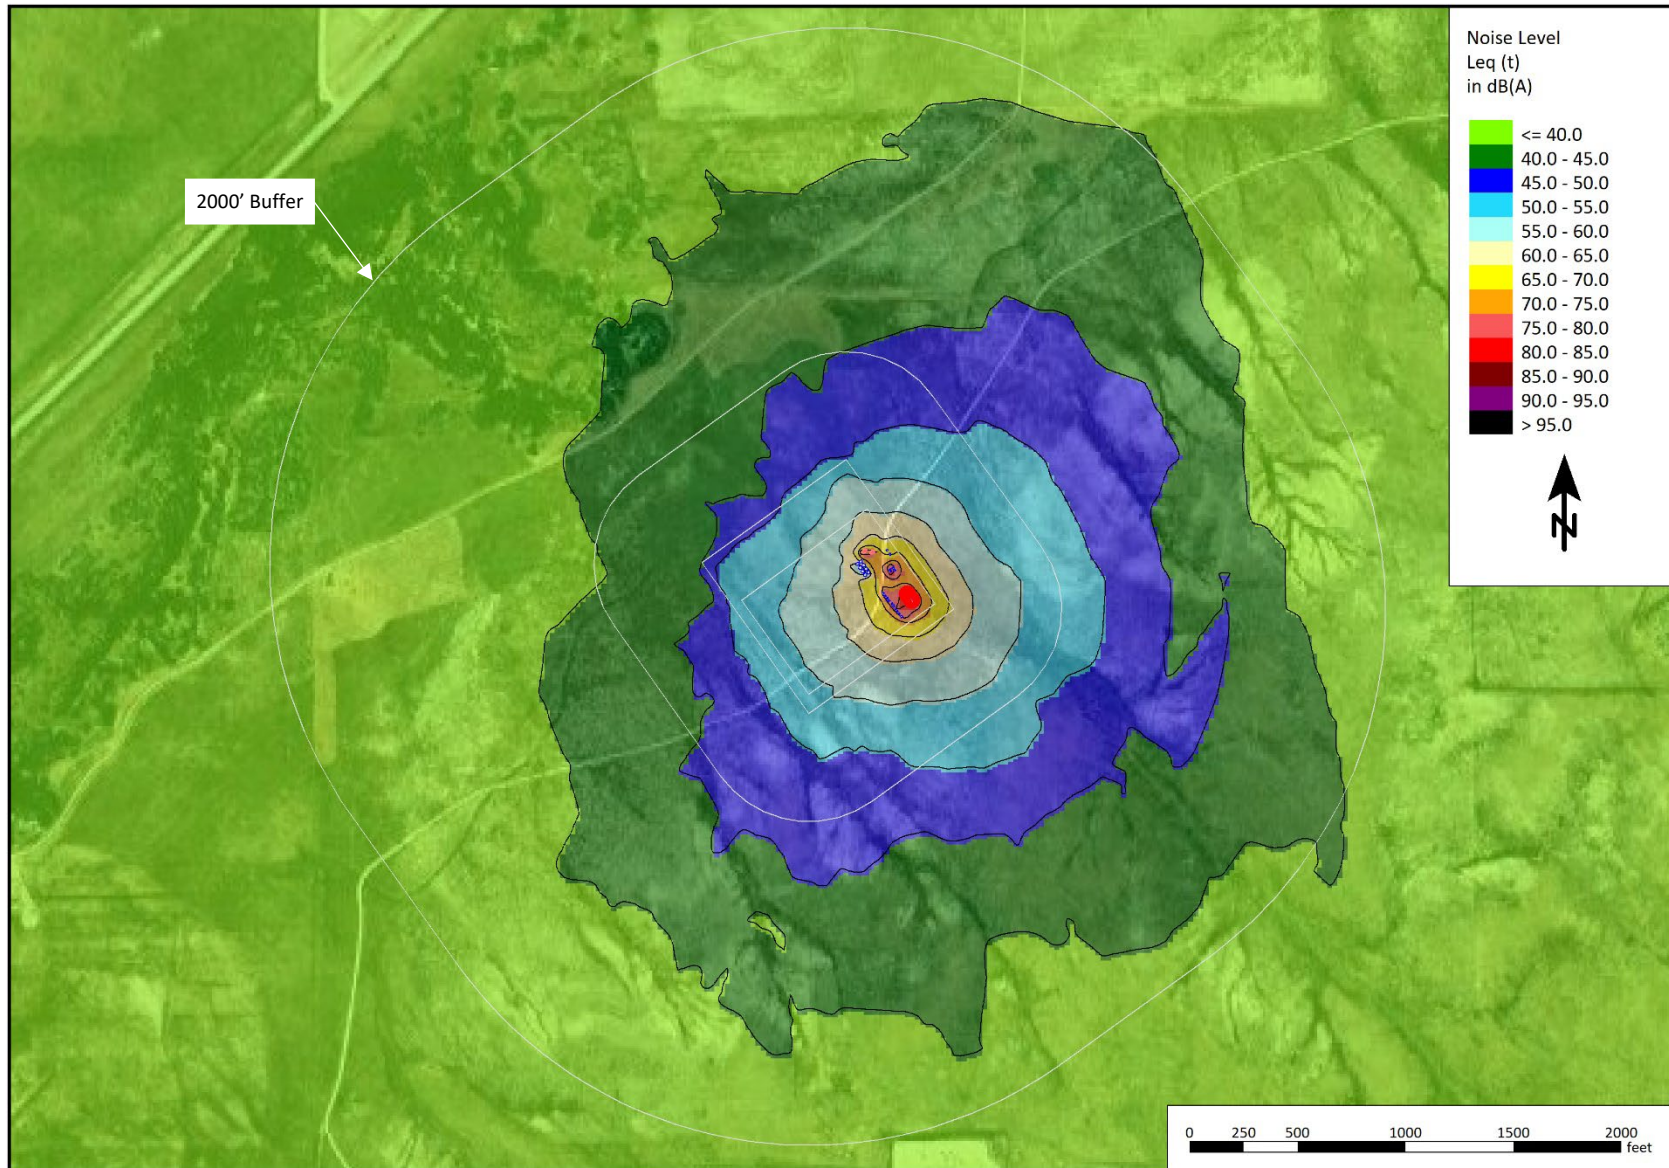 Noise Level
Leq (t)
in dB(A)
<= 40.0
40.0 - 45.0
45.0 - 50.0
50.0 - 55.0
55.0 - 60.0
60.0 - 65.0
65.0 - 70.0
70.0 - 75.0
75.0 - 80.0
80.0 - 85.0
85.0 - 90.0
90.0 - 95.0
> 95.0
2000’ Buffer
N
0 250 500 1000 1500 2000
feet